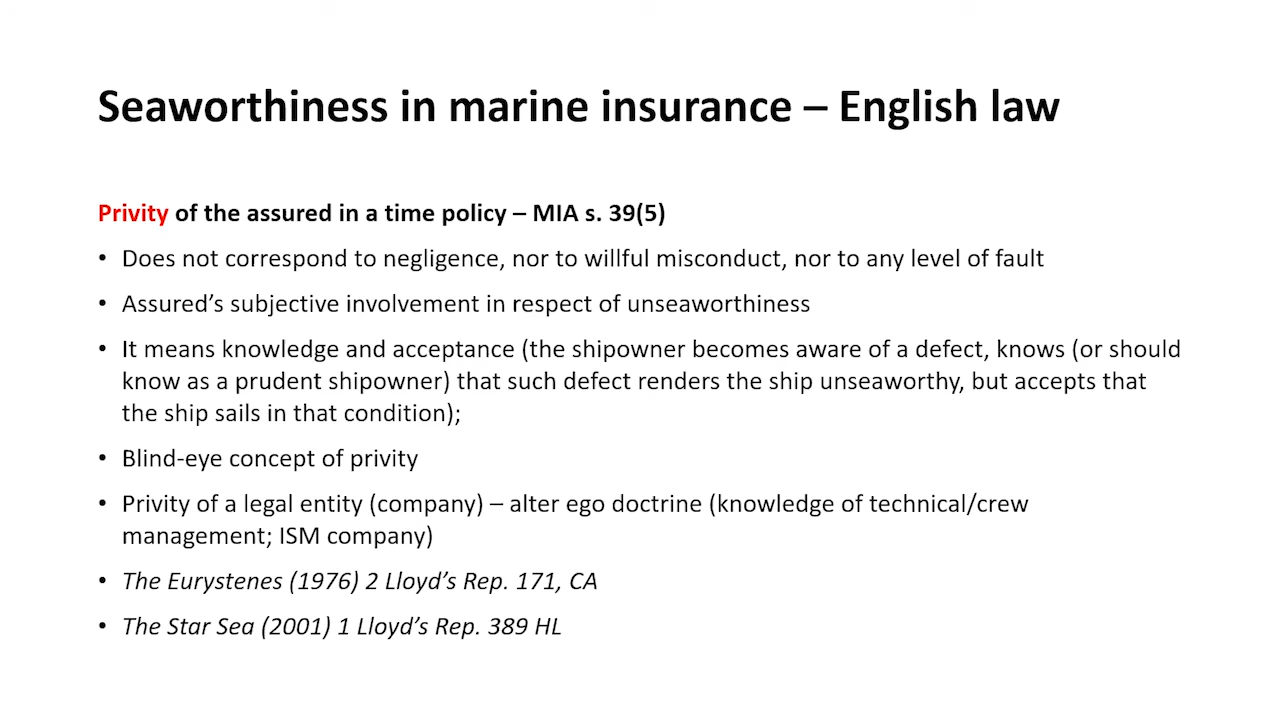 Seaworthiness in marine insurance – English law
Privity of the assured in a time policy – MIA s. 39(5)
• Does not correspond to negligence, nor to willful misconduct, nor to any level of fault
• Assured’s subjective involvement in respect of unseaworthiness
• It means knowledge and acceptance (the shipowner becomes aware of a defect, knows (or should
know as a prudent shipowner) that such defect renders the ship unseaworthy, but accepts that
the ship sails in that condition);
• Blind-eye concept of privity
• Privity of a legal entity (company) – alter ego doctrine (knowledge of technical/crew
management; ISM company)
• The Eurystenes (1976) 2 Lloyd’s Rep. 171, CA
• The Star Sea (2001) 1 Lloyd’s Rep. 389 HL